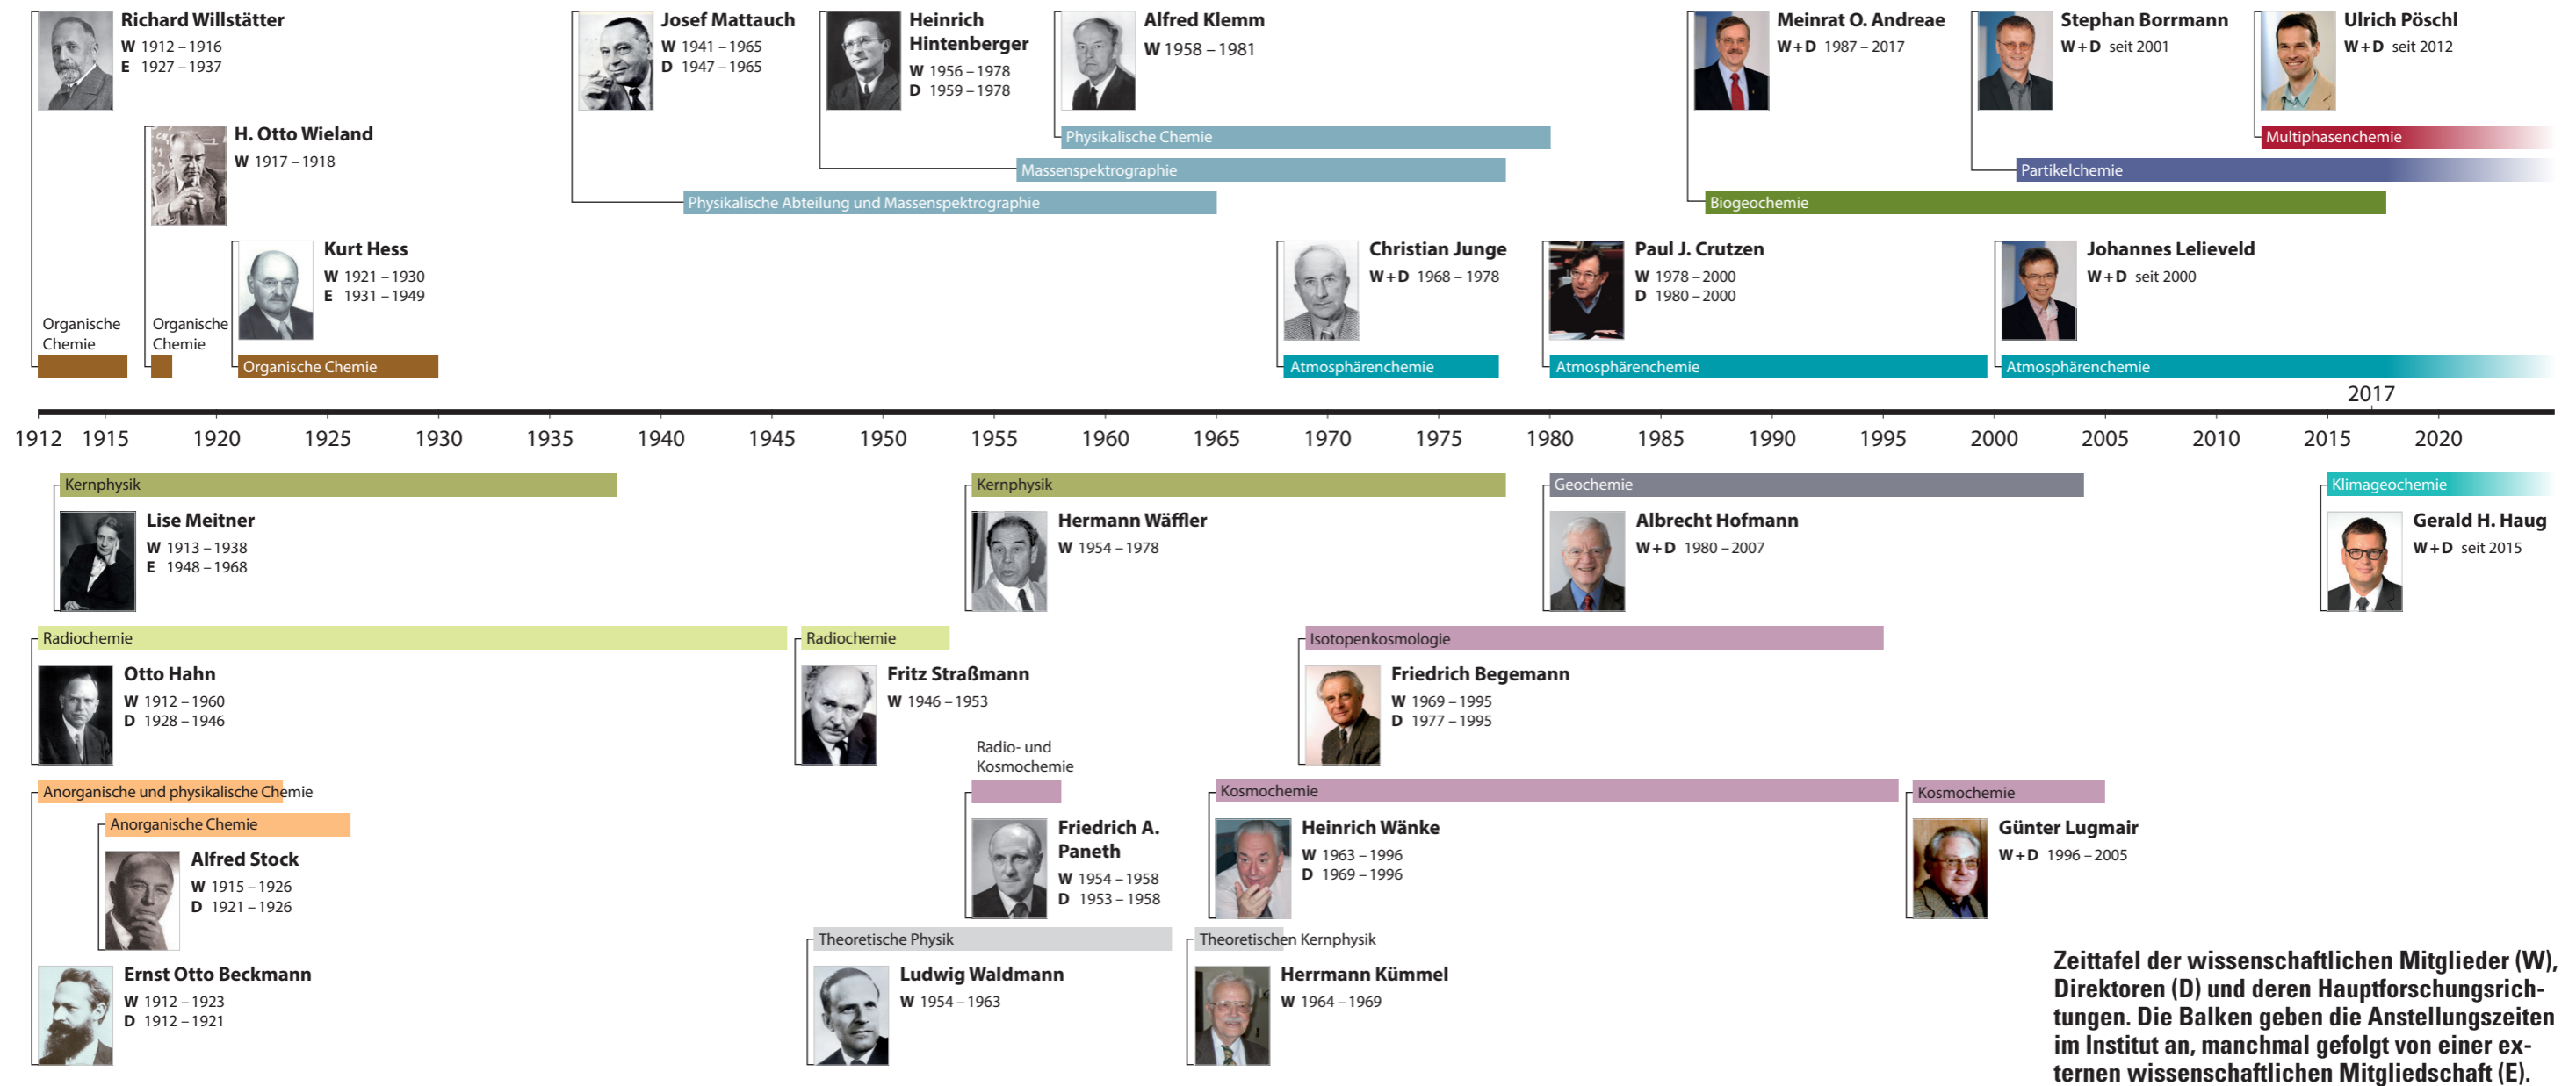 Richard Willstätter
W 1912 – 1916
E 1927 – 1937
H. Otto Wieland
W 1917 – 1918
Kurt Hess
W 1921 – 1930
E 1931 – 1949
Organische
Chemie
Organische
Chemie
Organische Chemie
Josef Mattauch
W 1941 – 1965
D 1947 – 1965
Heinrich
Hintenberger
W 1956 – 1978
D 1959 – 1978
Alfred Klemm
W 1958 – 1981
Physikalische Chemie
Massenspektrographie
Physikalische Abteilung und Massenspektrographie
Meinrat O. Andreae
W + D 1987 – 2017
Stephan Borrmann
W + D seit 2001
Ulrich Pöschl
W + D seit 2012
Multiphasenchemie
Partikelchemie
Biogeochemie
Christian Junge
W + D 1968 – 1978
Atmosphärenchemie
Paul J. Crutzen
W 1978 – 2000
D 1980 – 2000
Atmosphärenchemie
Johannes Lelieveld
W + D seit 2000
Atmosphärenchemie
2017
1912 1915 1920 1925 1930 1935 1940 1945 1950 1955 1960 1965 1970 1975 1980 1985 1990 1995 2000 2005 2010 2015 2020
Kernphysik
Lise Meitner
W 1913 – 1938
E 1948 – 1968
Kernphysik
Hermann Wäffler
W 1954 – 1978
Geochemie
Albrecht Hofmann
W + D 1980 – 2007
Klimageochemie
Gerald H. Haug
W + D seit 2015
Radiochemie
Otto Hahn
W 1912 – 1960
D 1928 – 1946
Radiochemie
Fritz Straßmann
W 1946 – 1953
Isotopenkosmologie
Friedrich Begemann
W 1969 – 1995
D 1977 – 1995
Anorganische und physikalische Chemie
Anorganische Chemie
Alfred Stock
W 1915 – 1926
D 1921 – 1926
Ernst Otto Beckmann
W 1912 – 1923
D 1912 – 1921
Radio- und
Kosmochemie
Friedrich A.
Paneth
W 1954 – 1958
D 1953 – 1958
Kosmochemie
Heinrich Wänke
W 1963 – 1996
D 1969 – 1996
Kosmochemie
Günter Lugmair
W + D 1996 – 2005
Theoretische Physik
Ludwig Waldmann
W 1954 – 1963
Theoretischen Kernphysik
Herrmann Kümmel
W 1964 – 1969
Zeittafel der wissenschaftlichen Mitglieder (W),
Direktoren (D) und deren Hauptforschungsrich-
tungen. Die Balken geben die Anstellungszeiten
im Institut an, manchmal gefolgt von einer ex-
ternen wissenschaftlichen Mitgliedschaft (E).